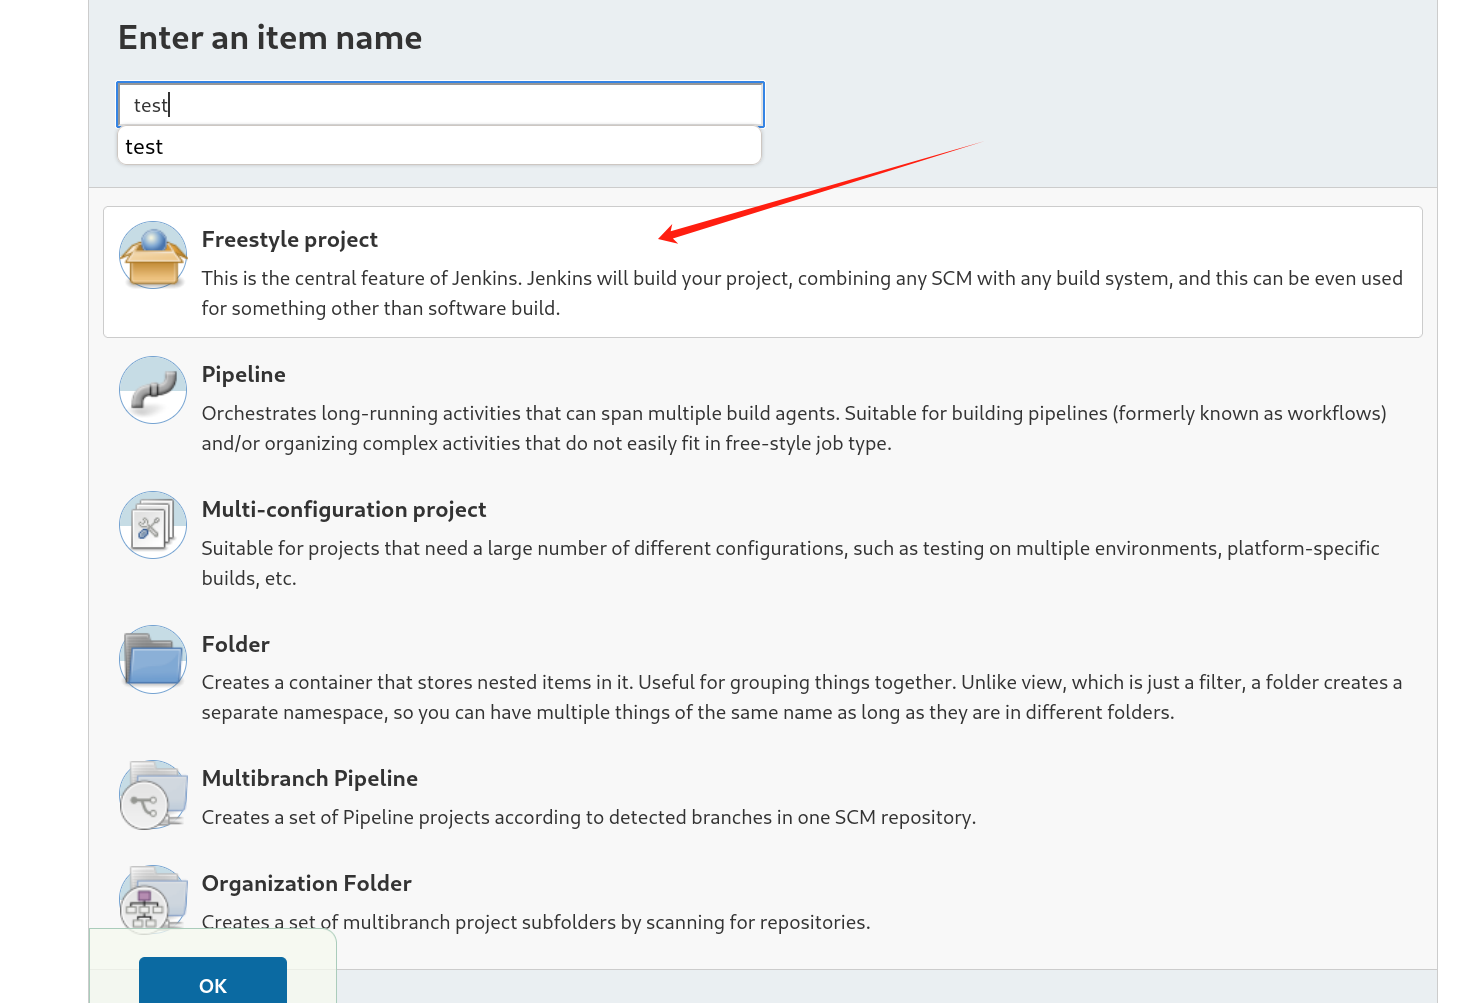 Enter an item name
test
test
Freestyle project
This is the central feature of Jenkins. Jenkins will build your project, combining any SCM with any build system, and this can be even used
for something other than software build.
Pipeline
Orchestrates long-running activities that can span multiple build agents. Suitable for building pipelines (formerly known as workflows)
and/or organizing complex activities that do not easily fit in free-style job type.
Multi-configuration project
Suitable for projects that need a large number of different configurations, such as testing on multiple environments, platform-specific
builds, etc.
Folder
Creates a container that stores nested items in it. Useful for grouping things together. Unlike view, which is just a filter, a folder creates a
separate namespace, so you can have multiple things of the same name as long as they are in different folders.
Multibranch Pipeline
Creates a set of Pipeline projects according to detected branches in one SCM repository.
Organization Folder
Creates a set of multibranch project subfolders by scanning for repositories.
OK